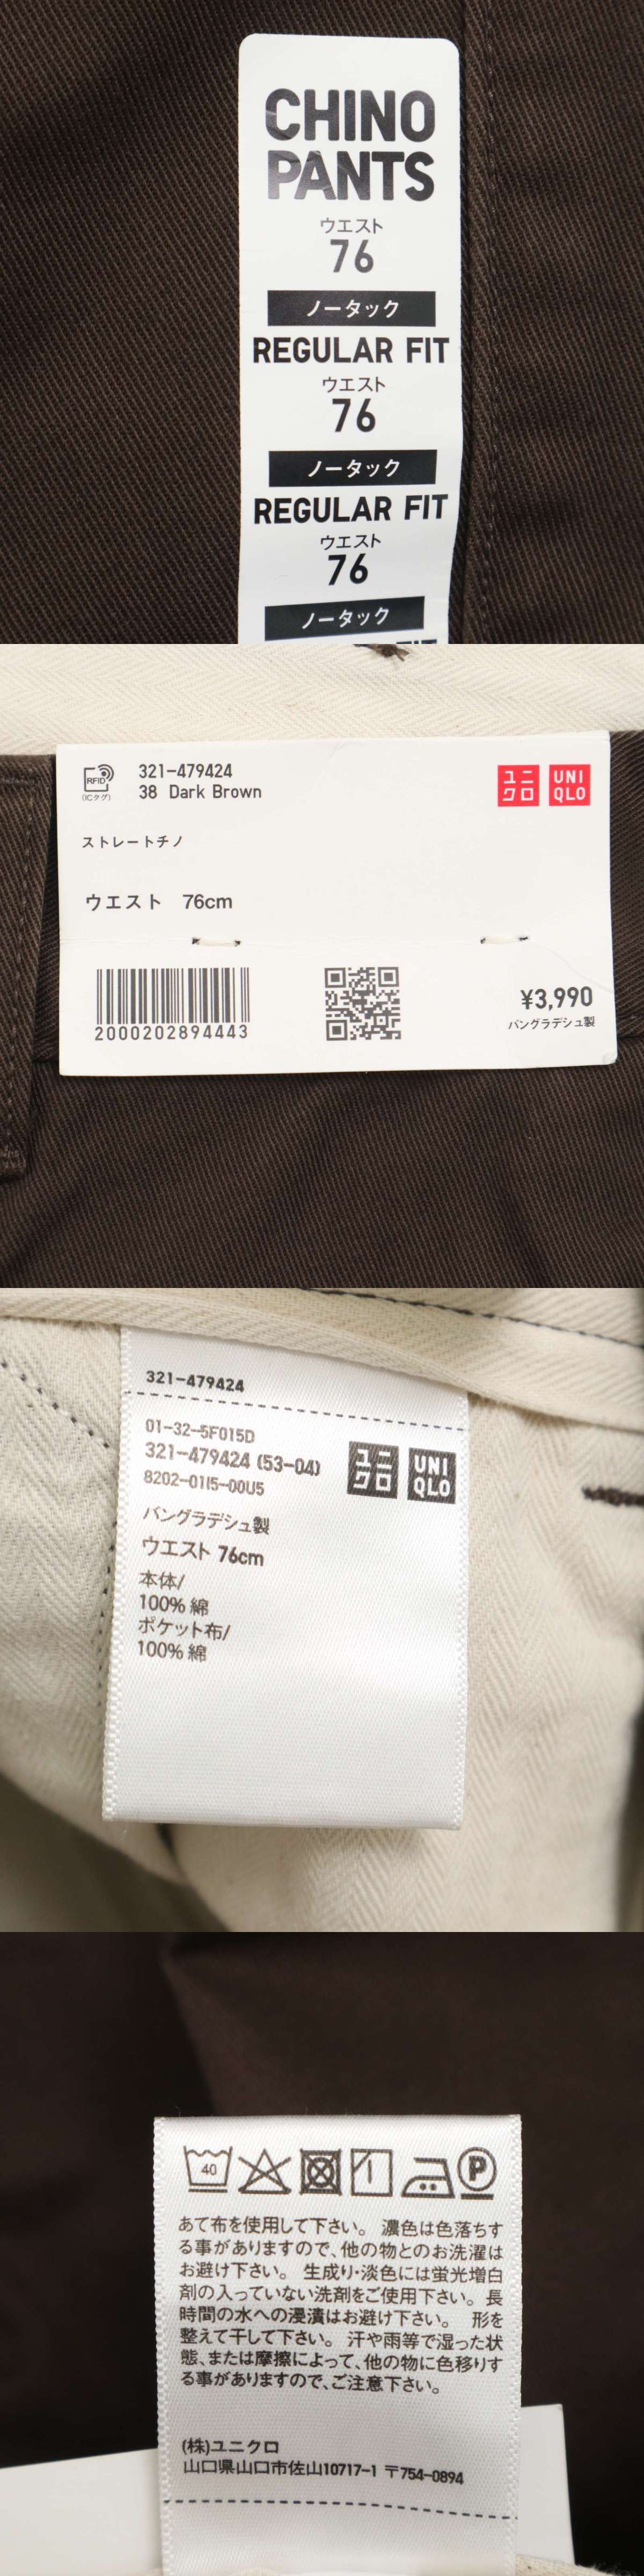 CHINO
PANTS
ウエスト
76
ノータック
REGULAR FIT
ウエスト
76
ノータック
REGULAR FIT
ウエスト
76
ノータック
RFID
(ICタグ)
321-479424
38 Dark Brown
ユニ
クロ
UNI
QLO
ストレートチノ
ウエスト 76cm
2000202894443
¥3,990
バングラデシュ製
321-479424
01-32-5F015D
321-479424 (53-04)
8202-0115-00U5
ユニ
クロ
UNI
QLO
バングラデシュ製
ウエスト 76cm
本体/
100% 綿
ポケット布/
100% 綿
40
P
あて布を使用して下さい。 濃色は色落ちす
る事がありますので、他の物とのお洗濯は
お避け下さい。 生成り・淡色には蛍光増白
剤の入っていない洗剤をご使用下さい。 長
時間の水への浸漬はお避け下さい。 形を
整えて干して下さい。 汗や雨等で湿った状
態、または摩擦によって、他の物に色移りす
る事がありますので、ご注意下さい。
(株)ユニクロ
山口県山口市佐山10717-1 〒754-0894